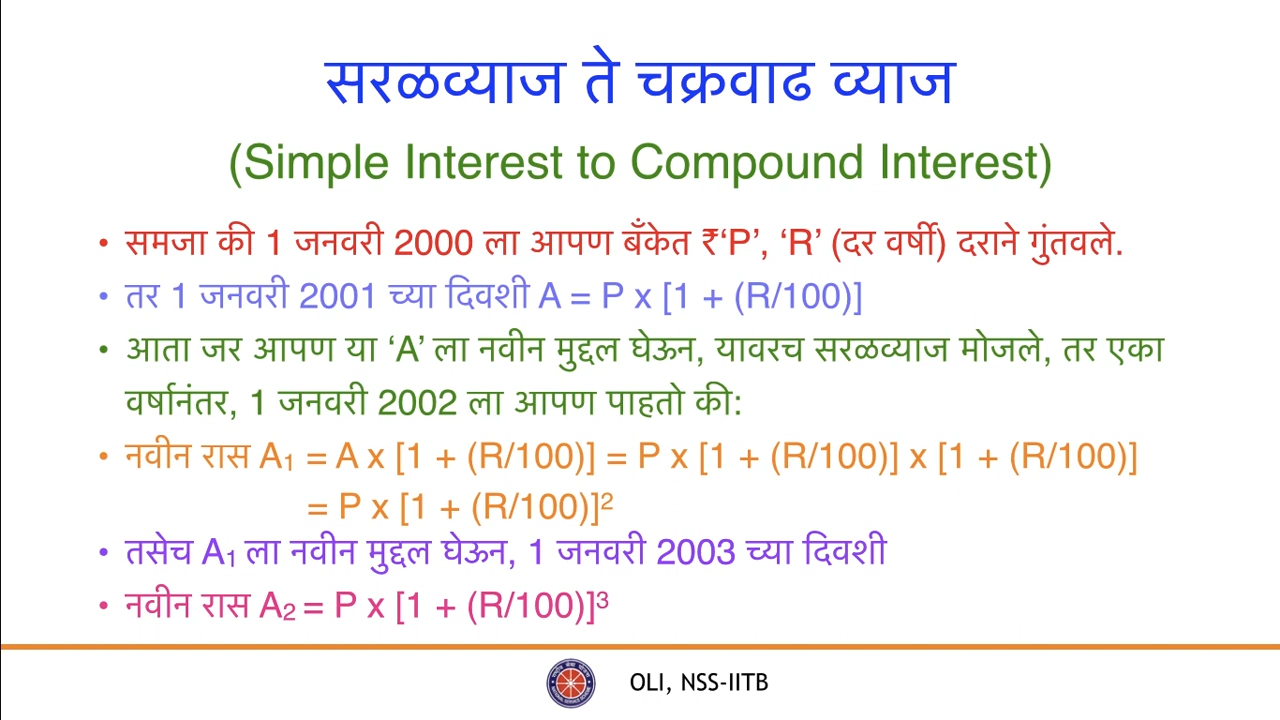 सरळव्याज ते चक्रवाढ व्याज
(Simple Interest to Compound Interest)
• समजा की 1 जनवरी 2000 ला आपण बँकेत ₹‘P’, ‘R’ (दर वर्षी) दराने गुंतवले.
• तर 1 जनवरी 2001 च्या दिवशी A = P x [1 + (R/100)]
• आता जर आपण या ‘A’ ला नवीन मुद्दल घेऊन, यावरच सरळव्याज मोजले, तर एका
वर्षानंतर, 1 जनवरी 2002 ला आपण पाहतो की:
• नवीन रास A₁ = A x [1 + (R/100)] = P x [1 + (R/100)] x [1 + (R/100)]
= P x [1 + (R/100)]²
• तसेच A₁ ला नवीन मुद्दल घेऊन, 1 जनवरी 2003 च्या दिवशी
• नवीन रास A₂ = P x [1 + (R/100)]³
OLI, NSS-IITB